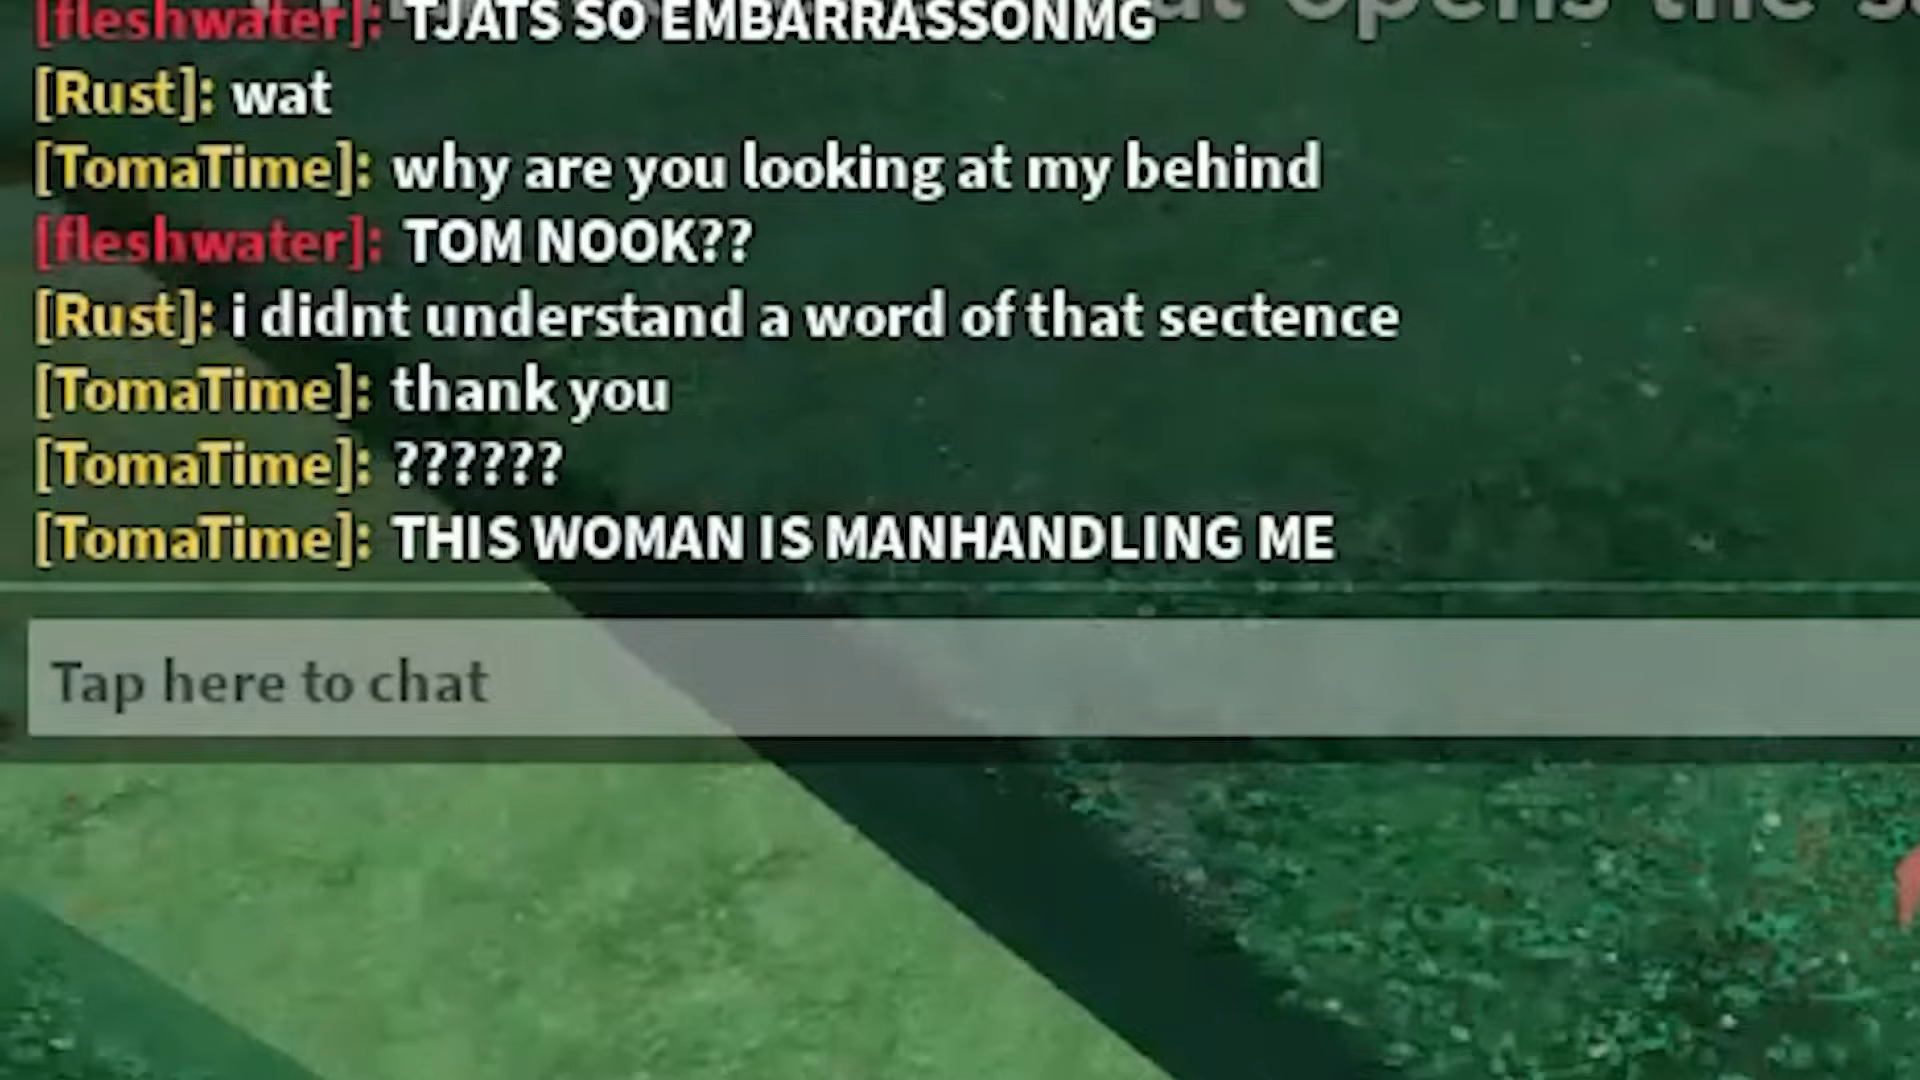 opens the
[fleshwater]: TJATS SO EMBARRASSONMG
[Rust]: wat
[TomaTime]: why are you looking at my behind
[fleshwater]: TOM NOOK??
[Rust]: i didnt understand a word of that sectence
[TomaTime]: thank you
[TomaTime]: ??????
[TomaTime]: THIS WOMAN IS MANHANDLING ME
Tap here to chat